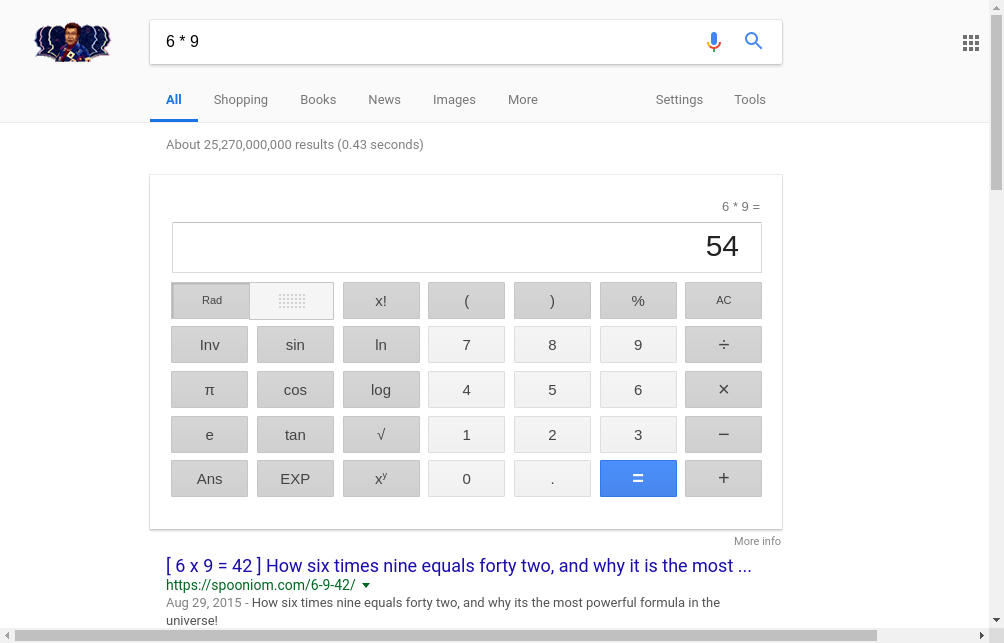 6 * 9
All Shopping Books News Images More Settings Tools
About 25,270,000,000 results (0.43 seconds)
6 * 9 =
54
Rad x! ( ) % AC
Inv sin ln 7 8 9 ÷
π cos log 4 5 6 ×
e tan √ 1 2 3 −
Ans EXP xʸ 0 . = +
More info
[ 6 x 9 = 42 ] How six times nine equals forty two, and why it is the most ...
https://spooniom.com/6-9-42/
Aug 29, 2015 - How six times nine equals forty two, and why its the most powerful formula in the
universe!